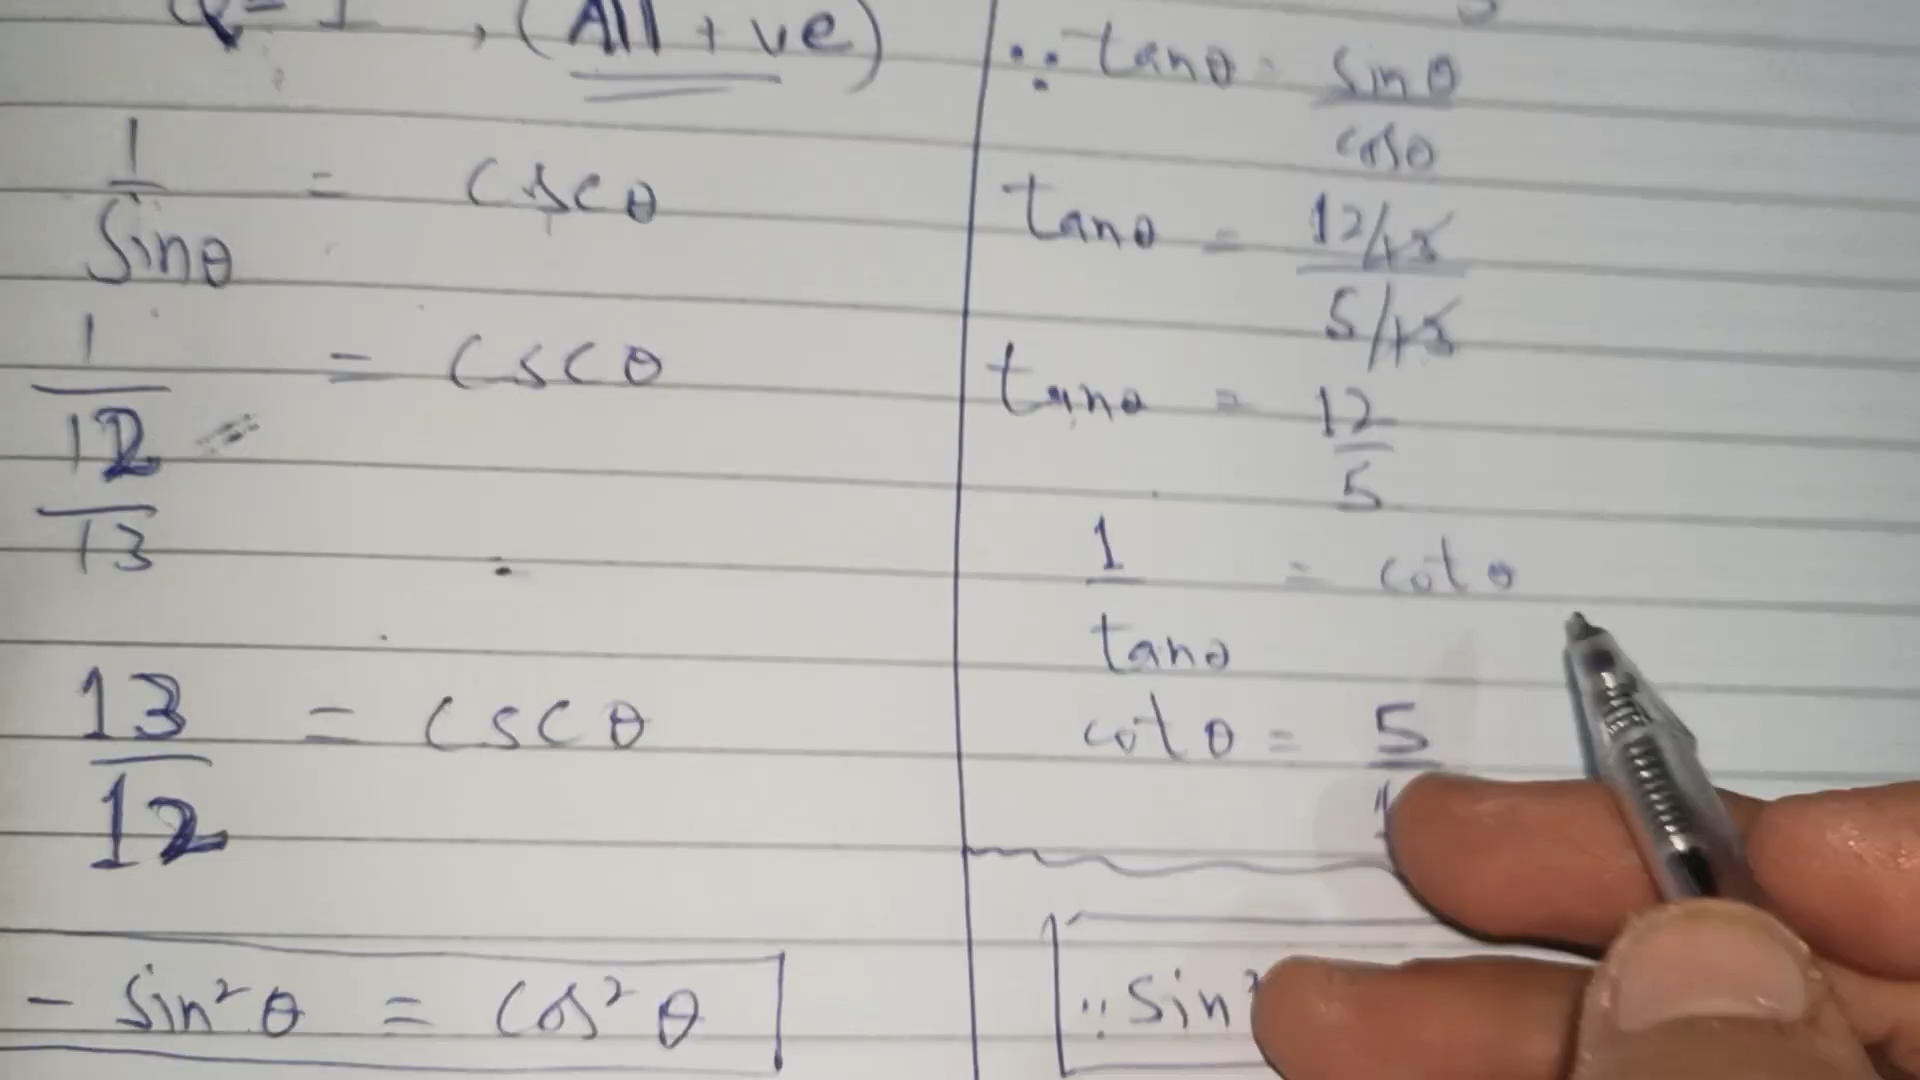 , (All + ve)
1
Sinθ = cscθ
1
12
13 = cscθ
13
12 = cscθ
- Sin²θ = Cos²θ
∵ tanθ = sinθ
cosθ
tanθ = 12/13
5/13
tanθ = 12
5
1
tanθ = cotθ
cotθ = 5
∵ Sin²